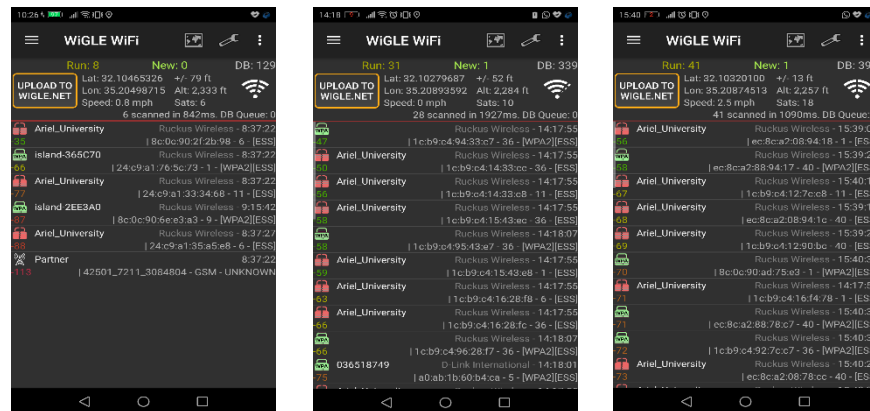 10:26
WiGLE WiFi
Run: 8 New: 0 DB: 129
UPLOAD TO WIGLE.NET
Lat: 32.10465326 +/- 79 ft
Lon: 35.20498715 Alt: 2,333 ft
Speed: 0.8 mph Sats: 6
6 scanned in 842ms. DB Queue: 0
Ariel_University Ruckus Wireless - 8:37:22
-35 | 8c:0c:90:2f:2b:98 - 6 - [ESS]
island-365C70 Ruckus Wireless - 8:37:22
-66 | 24:c9:a1:76:5c:73 - 1 - [WPA2][ESS]
Ariel_University Ruckus Wireless - 8:37:22
-77 | 24:c9:a1:33:34:68 - 11 - [ESS]
island-2EE3A0 Ruckus Wireless - 9:15:42
-87 | 8c:0c:90:6e:e3:a3 - 9 - [WPA2][ESS]
Ariel_University Ruckus Wireless - 8:37:27
-88 | 24:c9:a1:35:a5:e8 - 6 - [ESS]
Partner 8:37:22
-113 | 42501_7211_3084804 - GSM - UNKNOWN
14:18
WiGLE WiFi
Run: 31 New: 1 DB: 339
UPLOAD TO WIGLE.NET
Lat: 32.10279687 +/- 52 ft
Lon: 35.20893592 Alt: 2,284 ft
Speed: 0 mph Sats: 10
28 scanned in 1927ms. DB Queue: 0
Ruckus Wireless - 14:17:55
-47 | 1c:b9:c4:94:33:c7 - 36 - [WPA2][ESS]
Ariel_University Ruckus Wireless - 14:17:55
-50 | 1c:b9:c4:14:33:cc - 36 - [ESS]
Ariel_University Ruckus Wireless - 14:17:55
-56 | 1c:b9:c4:14:33:c8 - 11 - [ESS]
Ariel_University Ruckus Wireless - 14:17:55
-58 | 1c:b9:c4:15:43:ec - 36 - [ESS]
Ruckus Wireless - 14:18:07
-58 | 1c:b9:c4:95:43:e7 - 36 - [WPA2][ESS]
Ariel_University Ruckus Wireless - 14:17:55
-59 | 1c:b9:c4:15:43:e8 - 1 - [ESS]
Ariel_University Ruckus Wireless - 14:17:55
-63 | 1c:b9:c4:16:28:f8 - 6 - [ESS]
Ariel_University Ruckus Wireless - 14:17:55
-66 | 1c:b9:c4:16:28:fc - 36 - [ESS]
Ruckus Wireless - 14:18:07
-66 | 1c:b9:c4:96:28:f7 - 36 - [WPA2][ESS]
036518749 D-Link International - 14:18:01
-75 | a0:ab:1b:60:b4:ca - 5 - [WPA2][ESS]
15:40
WiGLE WiFi
Run: 41 New: 1 DB: 39
UPLOAD TO WIGLE.NET
Lat: 32.10320100 +/- 13 ft
Lon: 35.20874513 Alt: 2,257 ft
Speed: 2.5 mph Sats: 18
41 scanned in 1090ms. DB Queue:
Ariel_University Ruckus Wireless - 15:39:0
-56 | ec:8c:a2:08:94:18 - 1 - [ES
Ruckus Wireless - 15:39:2
-58 | ec:8c:a2:88:94:17 - 40 - [WPA2][ES
Ariel_University Ruckus Wireless - 15:40:1
-67 | 1c:b9:c4:12:7c:c8 - 11 - [ES
Ariel_University Ruckus Wireless - 15:39:1
-68 | ec:8c:a2:08:94:1c - 40 - [ES
Ariel_University Ruckus Wireless - 15:39:2
-69 | 1c:b9:c4:12:90:bc - 40 - [ES
Ruckus Wireless - 15:40:3
-70 | 8c:0c:90:ad:75:e3 - 1 - [WPA2][ES
Ariel_University Ruckus Wireless - 14:17:5
-71 | 1c:b9:c4:16:f4:78 - 1 - [ES
Ruckus Wireless - 15:40:3
-71 | ec:8c:a2:88:78:c7 - 40 - [WPA2][ES
Ruckus Wireless - 15:40:3
-72 | 1c:b9:c4:92:7c:c7 - 36 - [WPA2][ES
Ariel_University Ruckus Wireless - 15:40:2
-73 | ec:8c:a2:08:78:cc - 40 - [ES